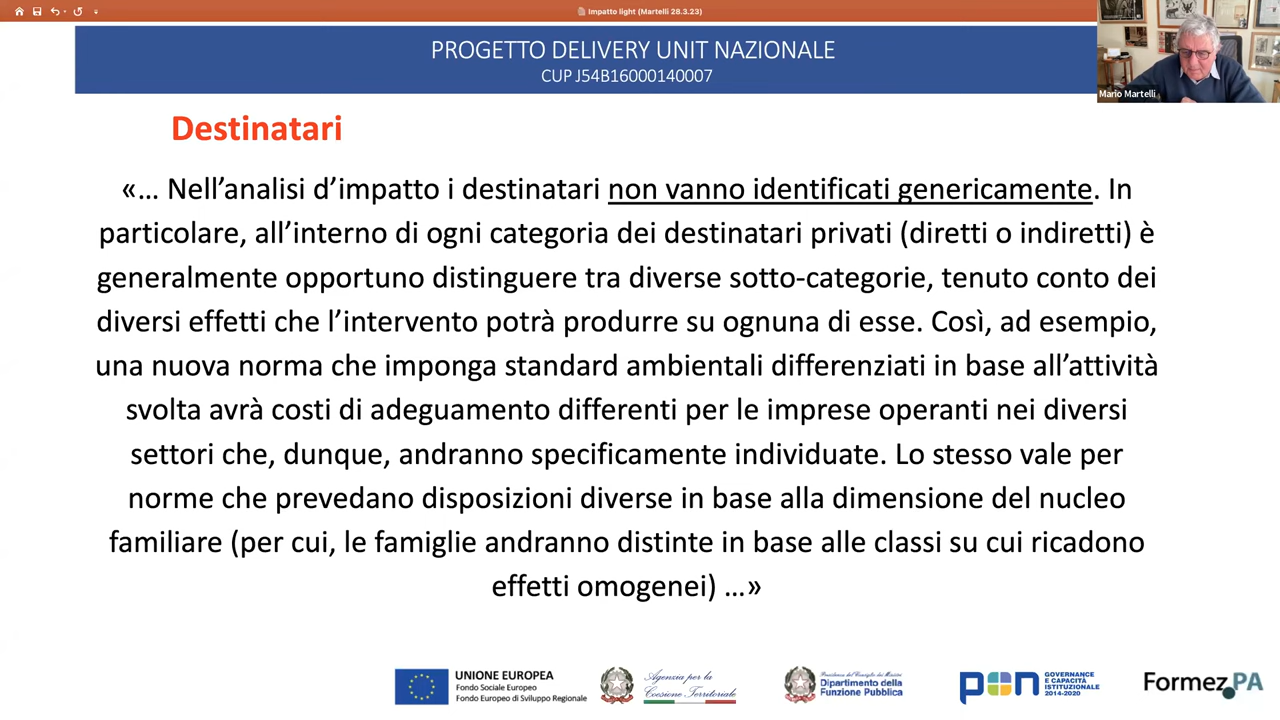 Impatto light (Martelli 28.3.23)
PROGETTO DELIVERY UNIT NAZIONALE
CUP J54B16000140007
Mario Martelli
Destinatari
«… Nell’analisi d’impatto i destinatari non vanno identificati genericamente. In
particolare, all’interno di ogni categoria dei destinatari privati (diretti o indiretti) è
generalmente opportuno distinguere tra diverse sotto-categorie, tenuto conto dei
diversi effetti che l’intervento potrà produrre su ognuna di esse. Così, ad esempio,
una nuova norma che imponga standard ambientali differenziati in base all’attività
svolta avrà costi di adeguamento differenti per le imprese operanti nei diversi
settori che, dunque, andranno specificamente individuate. Lo stesso vale per
norme che prevedano disposizioni diverse in base alla dimensione del nucleo
familiare (per cui, le famiglie andranno distinte in base alle classi su cui ricadono
effetti omogenei) …»
UNIONE EUROPEA
Fondo Sociale Europeo
Fondo Europeo di Sviluppo Regionale
Agenzia per la
Coesione Territoriale
Presidenza del Consiglio dei Ministri
Dipartimento della
Funzione Pubblica
pon
GOVERNANCE
E CAPACITÀ
ISTITUZIONALE
2014-2020
Formez.PA